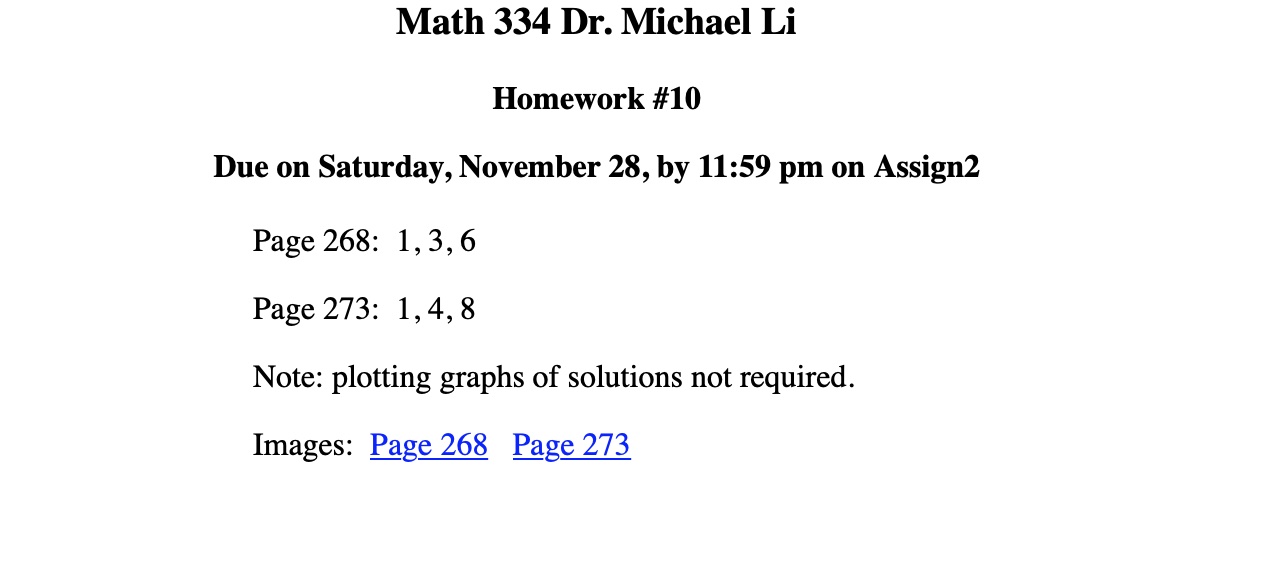 Math 334 Dr. Michael Li
Homework #10
Due on Saturday, November 28, by 11:59 pm on Assign2
Page 268: 1, 3, 6
Page 273: 1, 4, 8
Note: plotting graphs of solutions not required.
Images: Page 268 Page 273